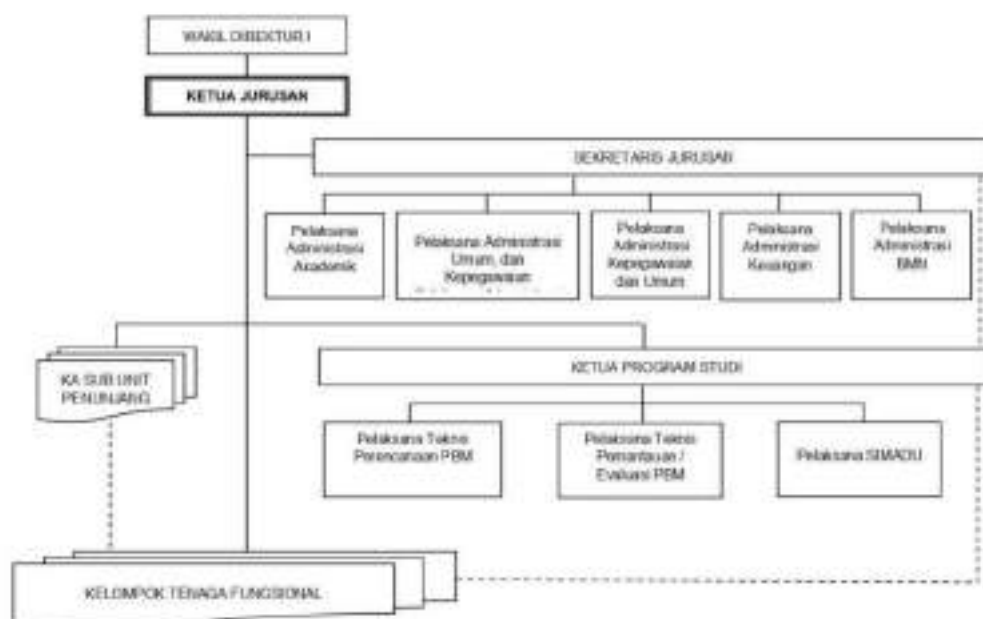 WAKIL DIREKTUR I
KETUA JURUSAN
SEKRETARIS JURUSAN
Pelaksana
Administrasi
Academik
Pelaksana Administrasi
Umum, dan
Kepegawaian
Pelaksana
Administrasi
Kepegawaian
dan Umum
Pelaksana
Administrasi
Keuangan
Pelaksana
Administrasi
BMN
KA SUB UNIT
PENUNJANG
KETUA PROGRAM STUDI
Pelaksana Teknis
Perencanaan PBM
Pelaksana Teknis
Pemantauan /
Evaluasi PBM
Pelaksana SIMADU
KELOMPOK TENAGA FUNGSIONAL